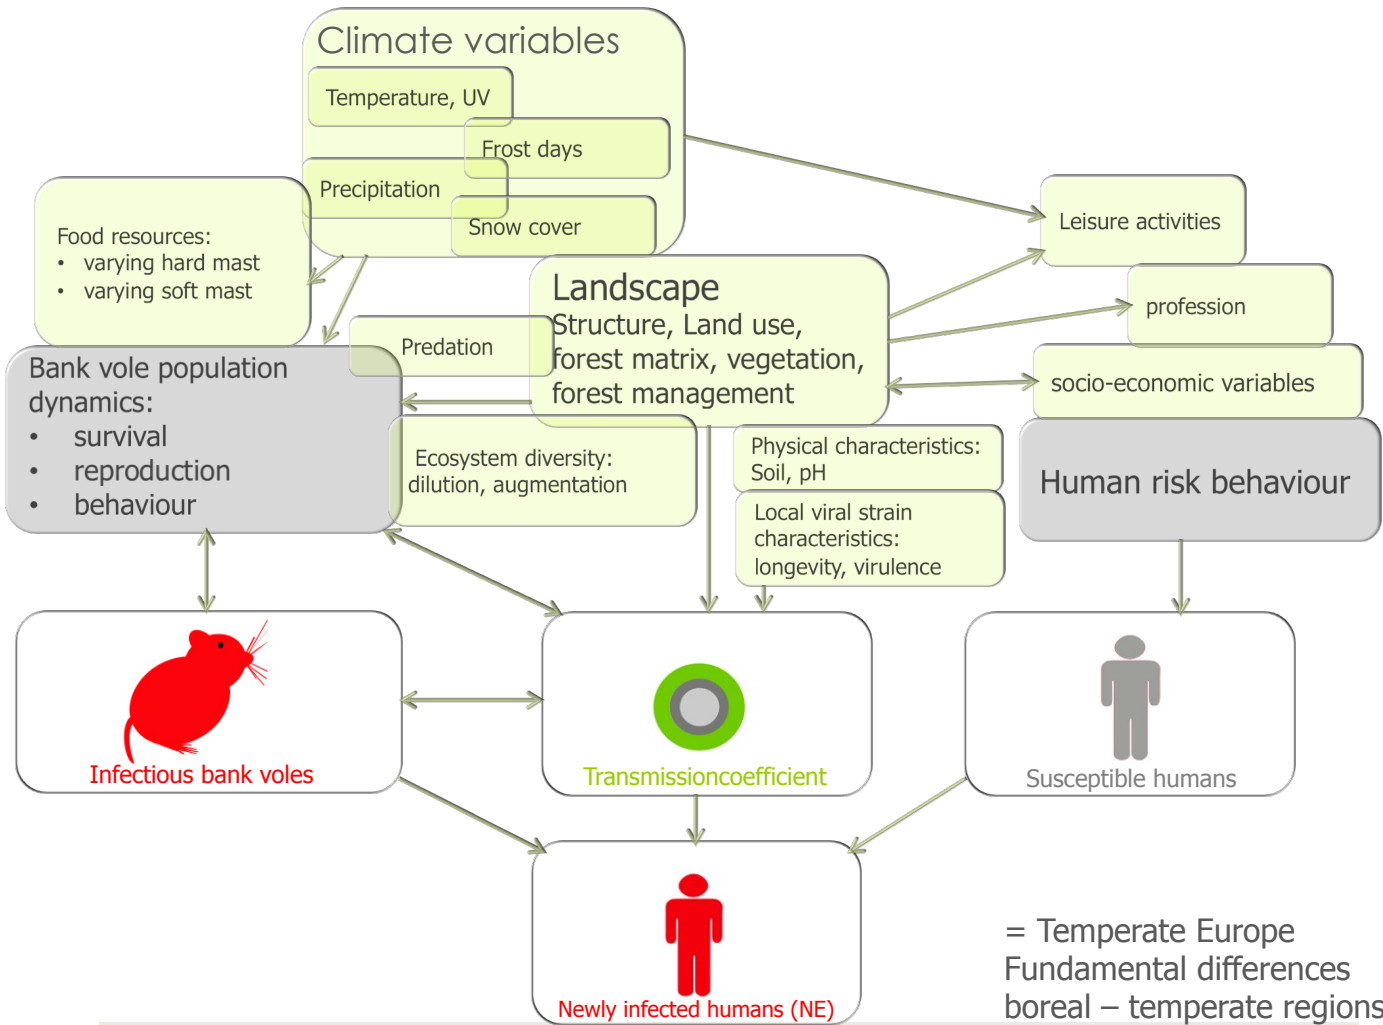 Climate variables
Temperature, UV
Frost days
Precipitation
Snow cover
Food resources:
• varying hard mast
• varying soft mast
Leisure activities
profession
socio-economic variables
Landscape
Structure, Land use,
forest matrix, vegetation,
forest management
Predation
Bank vole population
dynamics:
• survival
• reproduction
• behaviour
Ecosystem diversity:
dilution, augmentation
Physical characteristics:
Soil, pH
Local viral strain
characteristics:
longevity, virulence
Human risk behaviour
Infectious bank voles
Transmissioncoefficient
Susceptible humans
Newly infected humans (NE)
= Temperate Europe
Fundamental differences
boreal – temperate regions